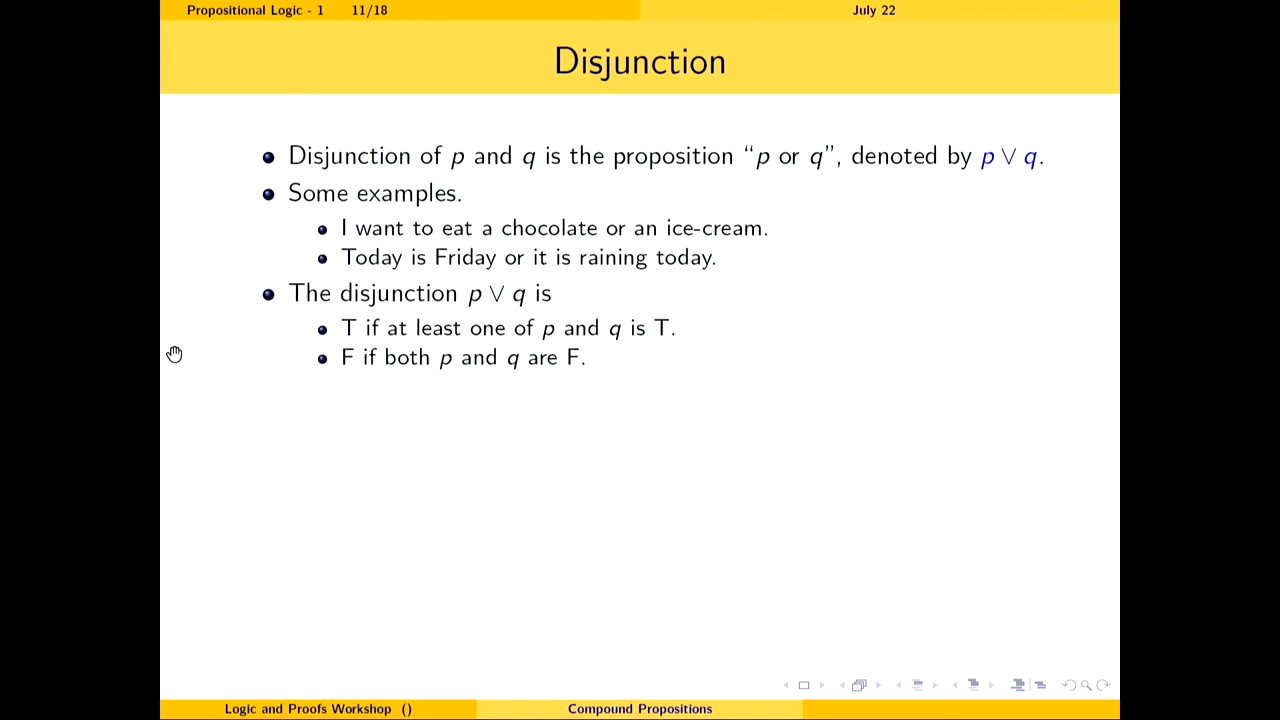 Propositional Logic - 1 11/18 July 22
Disjunction
Disjunction of p and q is the proposition “p or q”, denoted by p ∨ q.
Some examples.
I want to eat a chocolate or an ice-cream.
Today is Friday or it is raining today.
The disjunction p ∨ q is
T if at least one of p and q is T.
F if both p and q are F.
Logic and Proofs Workshop () Compound Propositions